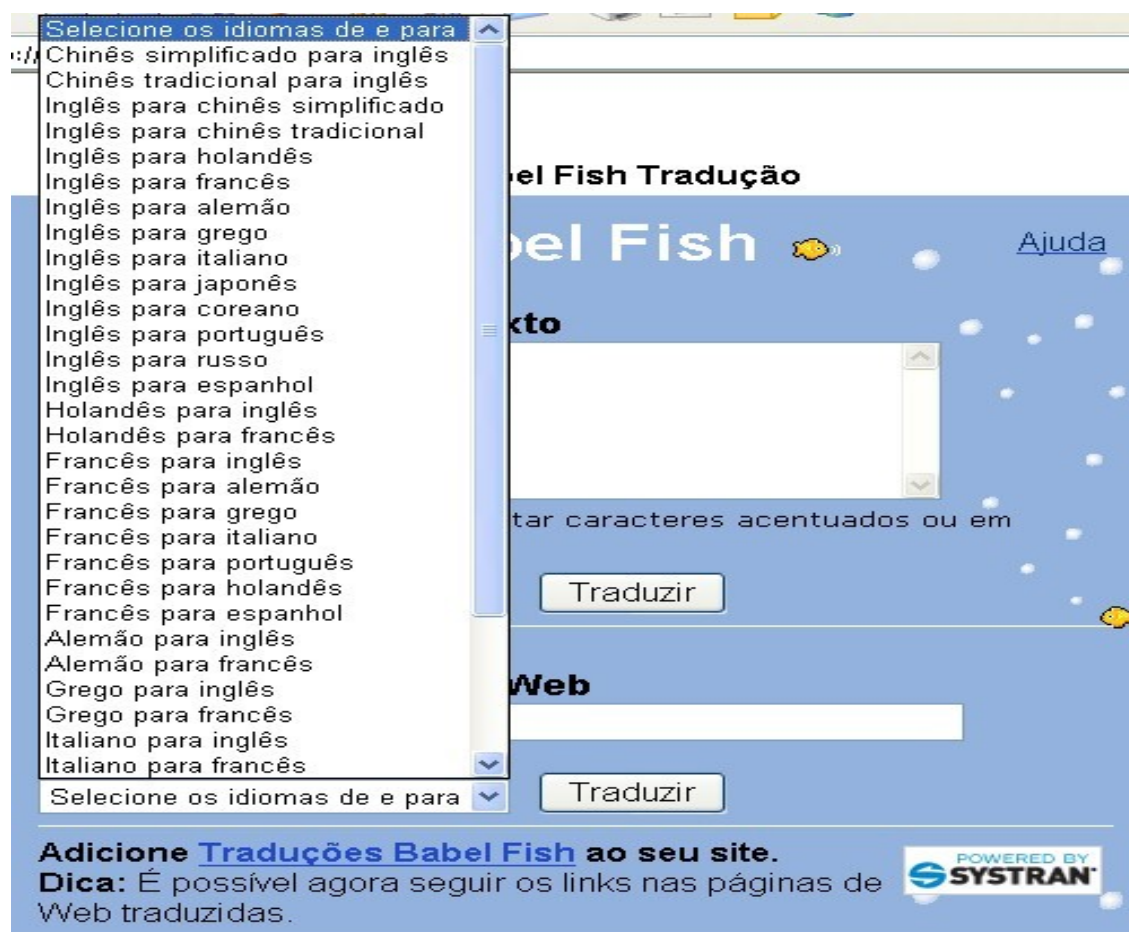 Selecione os idiomas de e para
Chinês simplificado para inglês
Chinês tradicional para inglês
Inglês para chinês simplificado
Inglês para chinês tradicional
Inglês para holandês
Inglês para francês
Inglês para alemão
Inglês para grego
Inglês para italiano
Inglês para japonês
Inglês para coreano
Inglês para português
Inglês para russo
Inglês para espanhol
Holandês para inglês
Holandês para francês
Francês para inglês
Francês para alemão
Francês para grego
Francês para italiano
Francês para português
Francês para holandês
Francês para espanhol
Alemão para inglês
Alemão para francês
Grego para inglês
Grego para francês
Italiano para inglês
Italiano para francês
Selecione os idiomas de e para
://
el Fish Tradução
el Fish
Ajuda
xto
tar caracteres acentuados ou em
Traduzir
Web
Traduzir
Adicione Traduções Babel Fish ao seu site.
Dica: É possível agora seguir os links nas páginas de
Web traduzidas.
POWERED BY
SYSTRAN